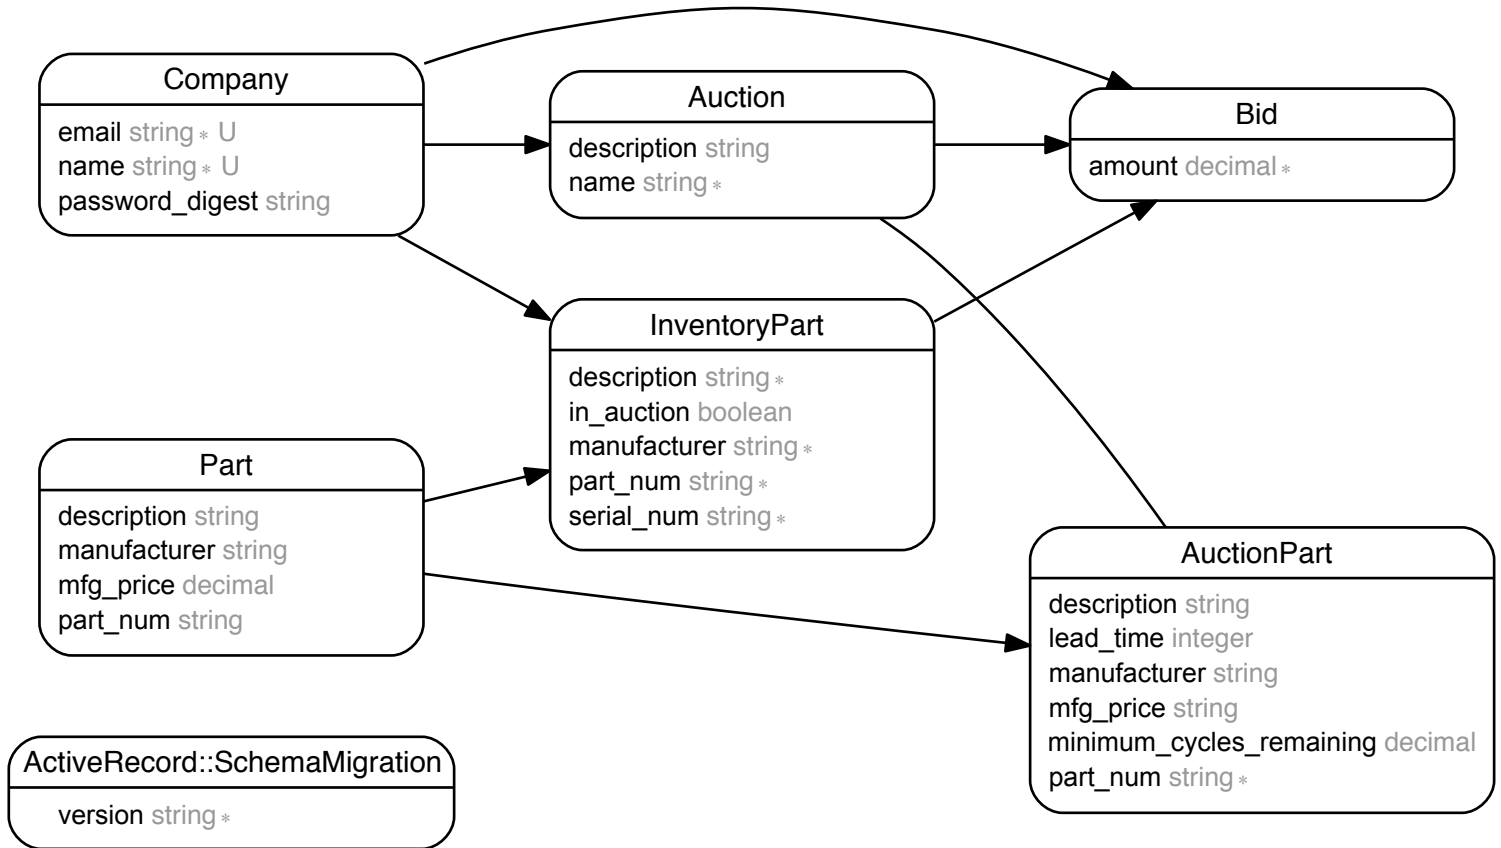 Company
email string * U
name string * U
password_digest string
Auction
description string
name string *
Bid
amount decimal *
InventoryPart
description string *
in_auction boolean
manufacturer string *
part_num string *
serial_num string *
Part
description string
manufacturer string
mfg_price decimal
part_num string
AuctionPart
description string
lead_time integer
manufacturer string
mfg_price string
minimum_cycles_remaining decimal
part_num string *
ActiveRecord::SchemaMigration
version string *